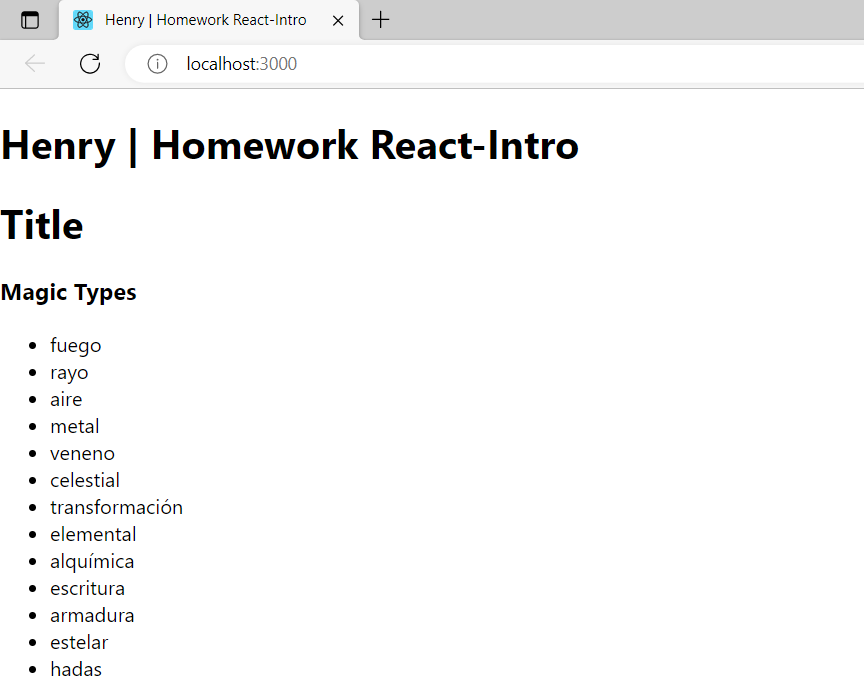 Henry | Homework React-Intro
localhost:3000
Henry | Homework React-Intro
Title
Magic Types
fuego
rayo
aire
metal
veneno
celestial
transformación
elemental
alquímica
escritura
armadura
estelar
hadas